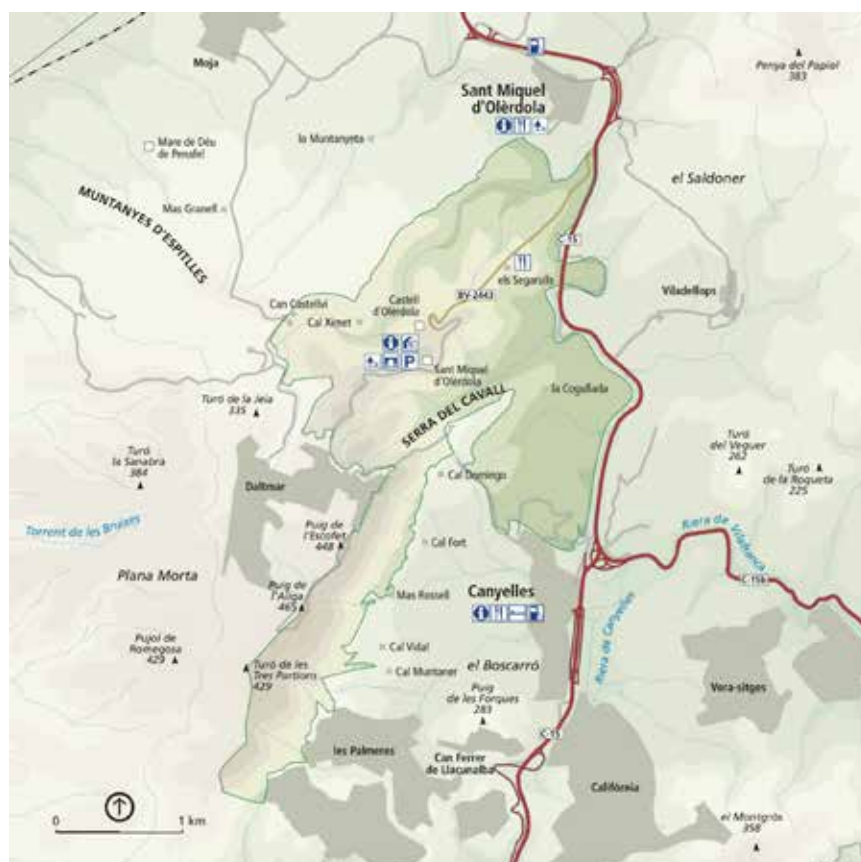 Moja
Penya del Papiol
383
Sant Miquel
d'Olèrdola
la Muntanyeta
Mare de Déu
de Penafel
el Saldoner
MUNTANYES D'ESPITLLES
Mas Granell
C-15
els Segarulls
Viladellops
BV-2443
Can Castellví
Cal Ximet
Castell
d'Olèrdola
P
Sant Miquel
d'Olèrdola
la Cogullada
SERRA DEL CAVALL
Turó de la Jeia
335
Turó
la Sanabra
384
Turó
del Veguer
262
Turó
de la Roqueta
225
Daltmar
Cal Domingo
Torrent de les Bruixes
Puig de
l'Escofet
448
Cal Fort
Riera de Vilafranca
Plana Morta
Puig de
l'Àliga
465
Mas Rossell
Canyelles
C-15b
Riera de Canyelles
Pujol de
Romegosa
429
Cal Vidal
el Boscarró
Turó de les
Tres Partions
429
Cal Muntaner
Vora-sitges
Puig
de les Forques
283
les Palmeres
C-15
Can Ferrer
de Llacunalba
Califòrnia
0 1 km
el Montgròs
358